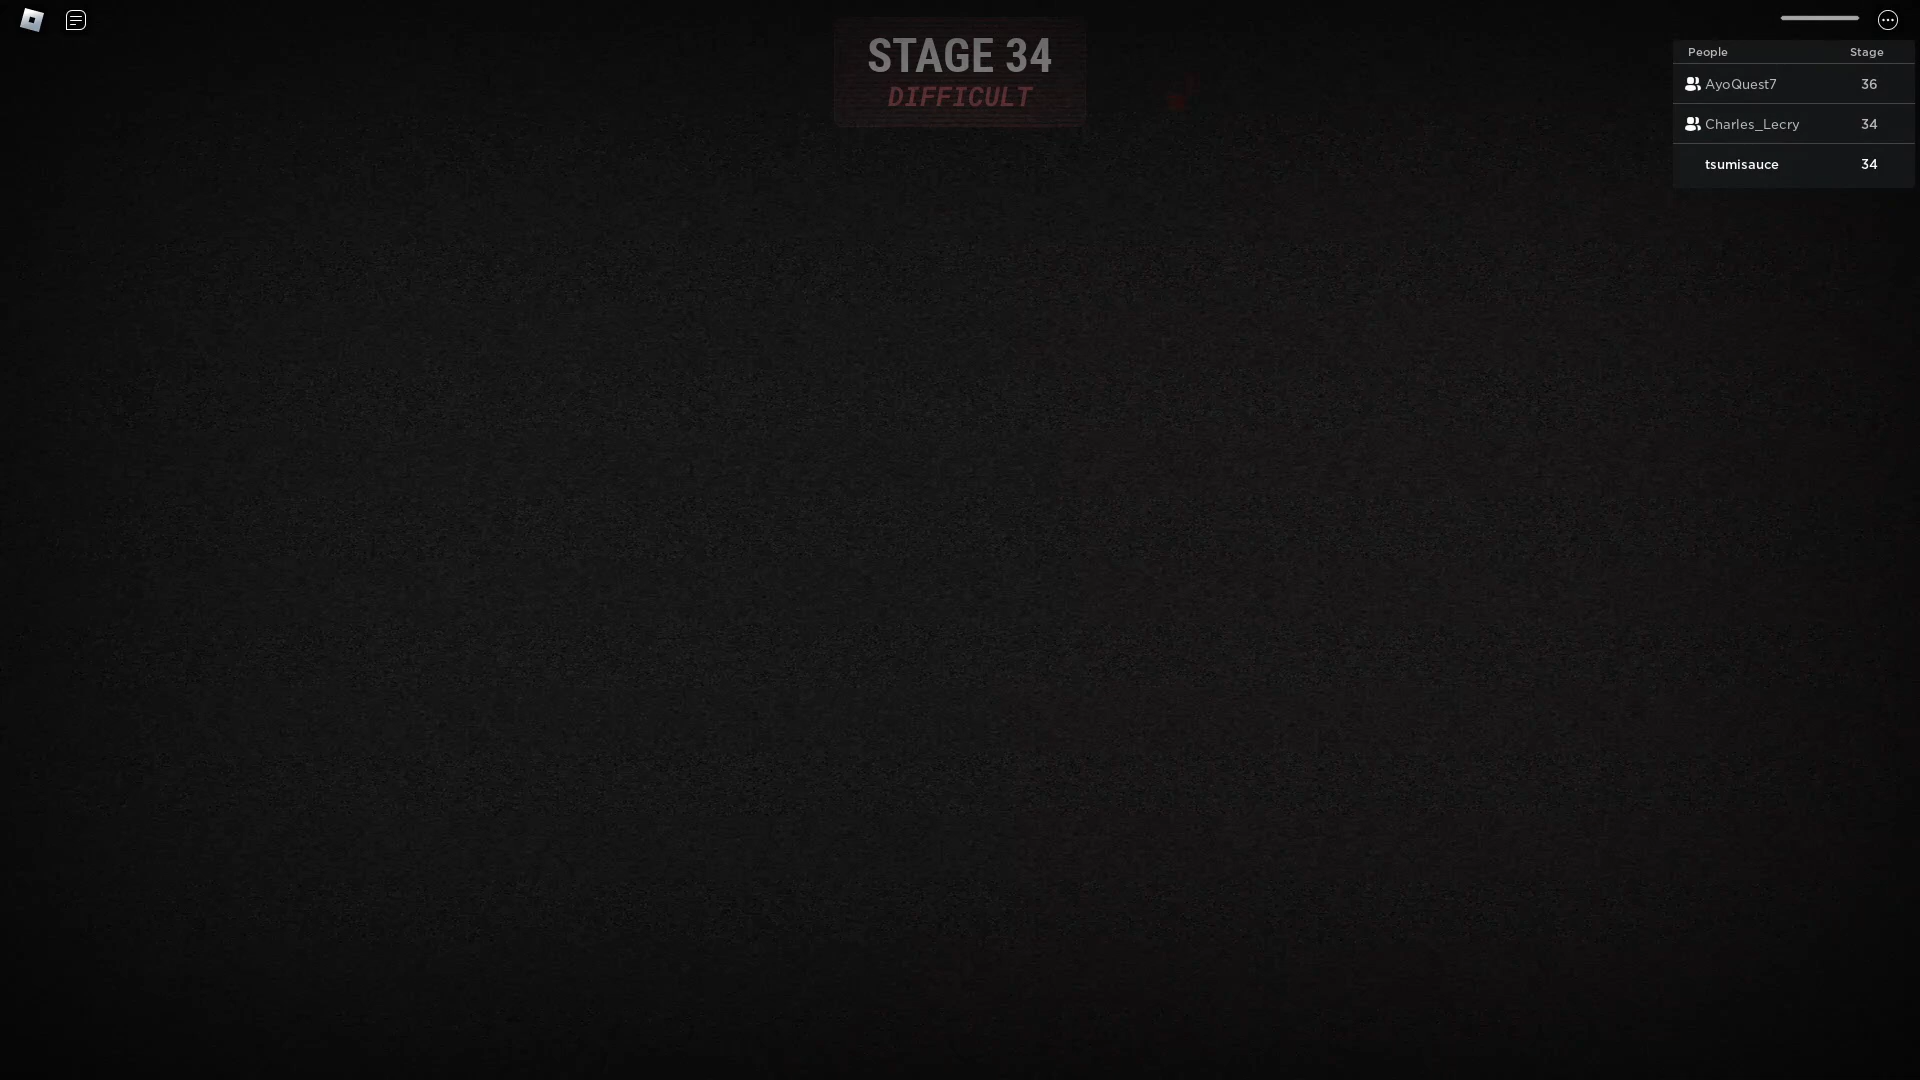 STAGE 34
DIFFICULT
People Stage
AyoQuest7 36
Charles_Lecry 34
tsumisauce 34